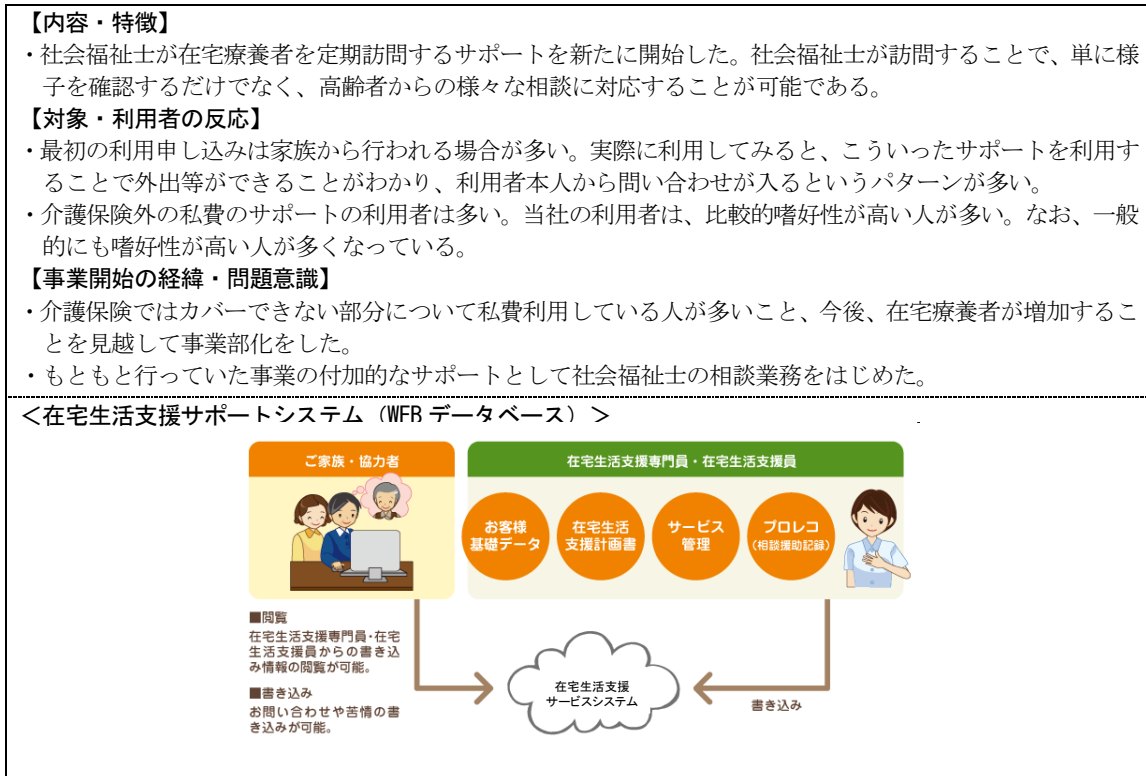 【内容・特徴】
・社会福祉士が在宅療養者を定期訪問するサポートを新たに開始した。社会福祉士が訪問することで、単に様
子を確認するだけでなく、高齢者からの様々な相談に対応することが可能である。
【対象・利用者の反応】
・最初の利用申し込みは家族から行われる場合が多い。実際に利用してみると、こういったサポートを利用す
ることで外出等ができることがわかり、利用者本人から問い合わせが入るというパターンが多い。
・介護保険外の私費のサポートの利用者は多い。当社の利用者は、比較的嗜好性が高い人が多い。なお、一般
的にも嗜好性が高い人が多くなっている。
【事業開始の経緯・問題意識】
・介護保険ではカバーできない部分について私費利用している人が多いこと、今後、在宅療養者が増加するこ
とを見越して事業部化をした。
・もともと行っていた事業の付加的なサポートとして社会福祉士の相談業務をはじめた。
＜在宅生活支援サポートシステム（WEB データベース）＞
ご家族・協力者
在宅生活支援専門員・在宅生活支援員
お客様
基礎データ
在宅生活
支援計画書
サービス
管理
プロレコ
(相談援助記録)
■閲覧
在宅生活支援専門員・在宅
生活支援員からの書き込
み情報の閲覧が可能。
■書き込み
お問い合わせや苦情の書
き込みが可能。
在宅生活支援
サービスシステム
書き込み